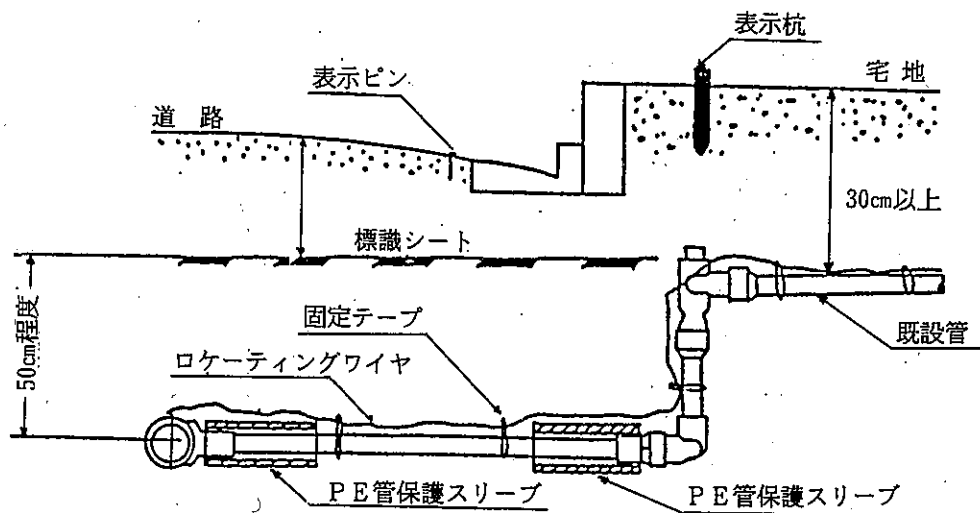 表示杭
宅 地
表示ピン
道 路
30cm以上
標識シート
50cm程度
固定テープ
ロケーティングワイヤ
既設管
ＰＥ管保護スリーブ
ＰＥ管保護スリーブ